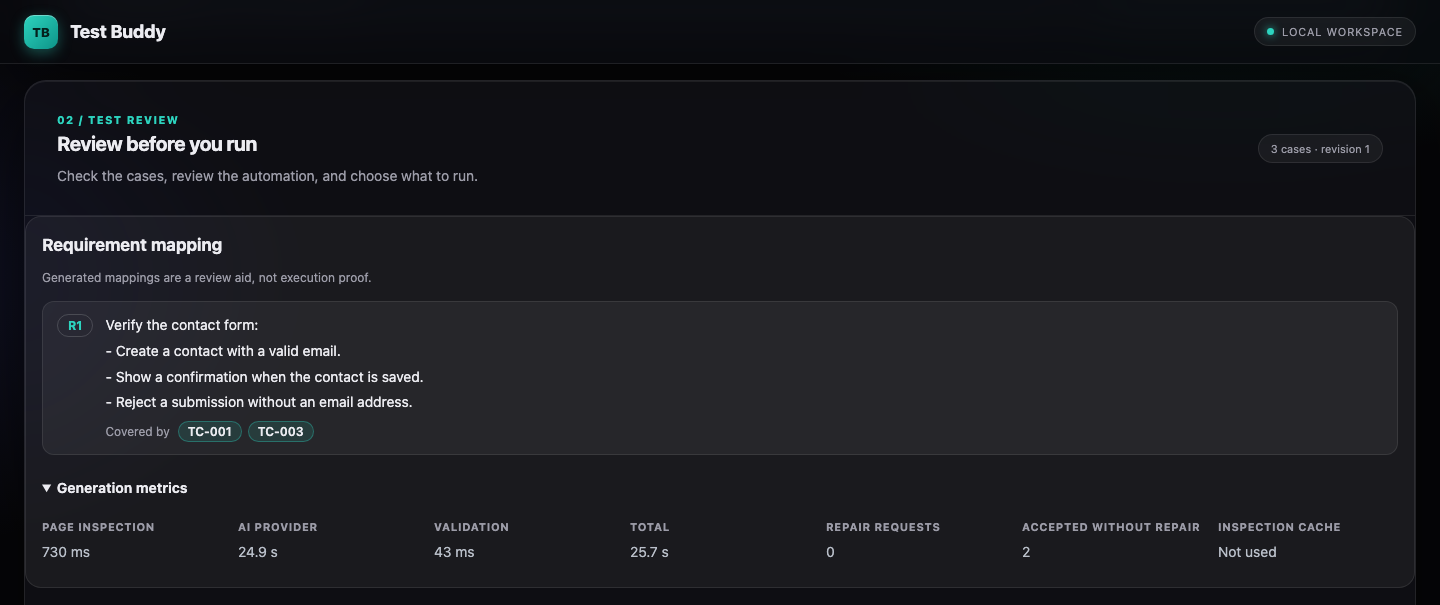 TB
Test Buddy
LOCAL WORKSPACE
02 / TEST REVIEW
Review before you run
3 cases · revision 1
Check the cases, review the automation, and choose what to run.
Requirement mapping
Generated mappings are a review aid, not execution proof.
R1
Verify the contact form:
- Create a contact with a valid email.
- Show a confirmation when the contact is saved.
- Reject a submission without an email address.
Covered by TC-001 TC-003
▼ Generation metrics
PAGE INSPECTION AI PROVIDER VALIDATION TOTAL REPAIR REQUESTS ACCEPTED WITHOUT REPAIR INSPECTION CACHE
730 ms 24.9 s 43 ms 25.7 s 0 2 Not used